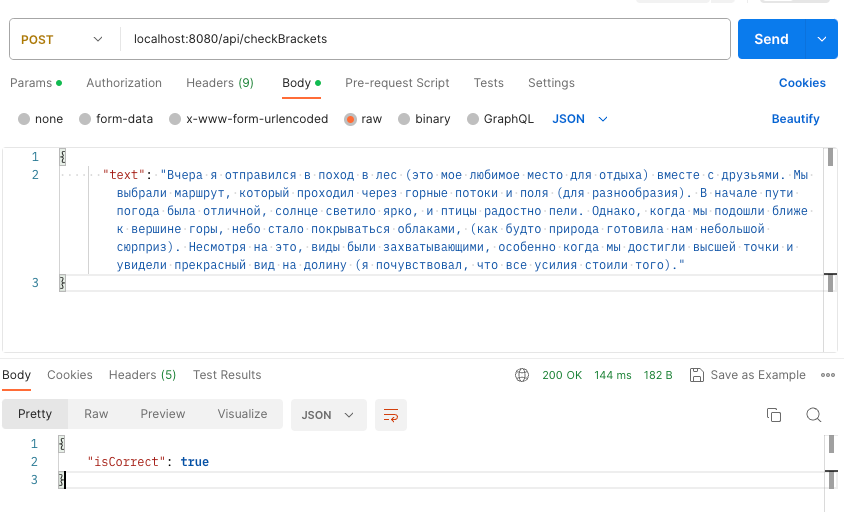 POST
localhost:8080/api/checkBrackets
Send
Params
Authorization
Headers (9)
Body
Pre-request Script
Tests
Settings
Cookies
none
form-data
x-www-form-urlencoded
raw
binary
GraphQL
JSON
Beautify
1 {
2 "text": "Вчера я отправился в поход в лес (это мое любимое место для отдыха) вместе с друзьями. Мы
выбрали маршрут, который проходил через горные потоки и поля (для разнообразия). В начале пути
погода была отличной, солнце светило ярко, и птицы радостно пели. Однако, когда мы подошли ближе
к вершине горы, небо стало покрываться облаками, (как будто природа готовила нам небольшой
сюрприз). Несмотря на это, виды были захватывающими, особенно когда мы достигли высшей точки и
увидели прекрасный вид на долину (я почувствовал, что все усилия стоили того)."
3 }
Body
Cookies
Headers (5)
Test Results
200 OK
144 ms
182 B
Save as Example
Pretty
Raw
Preview
Visualize
JSON
1 {
2 "isCorrect": true
3 }